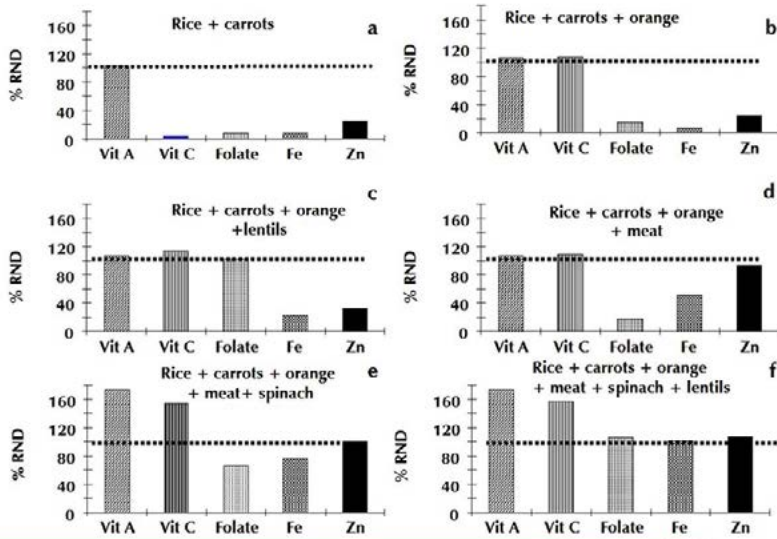 Rice + carrots
a
% RND
160
120
80
40
0
Vit A Vit C Folate Fe Zn
Rice + carrots + orange
b
% RND
160
120
80
40
0
Vit A Vit C Folate Fe Zn
c
Rice + carrots + orange
+lentils
% RND
160
120
80
40
0
Vit A Vit C Folate Fe Zn
d
Rice + carrots + orange
+ meat
% RND
160
120
80
40
0
Vit A Vit C Folate Fe Zn
Rice + carrots + orange
e
+ meat+ spinach
% RND
160
120
80
40
0
Vit A Vit C Folate Fe Zn
Rice + carrots + orange
f
+ meat + spinach + lentils
% RND
160
120
80
40
0
Vit A Vit C Folate Fe Zn